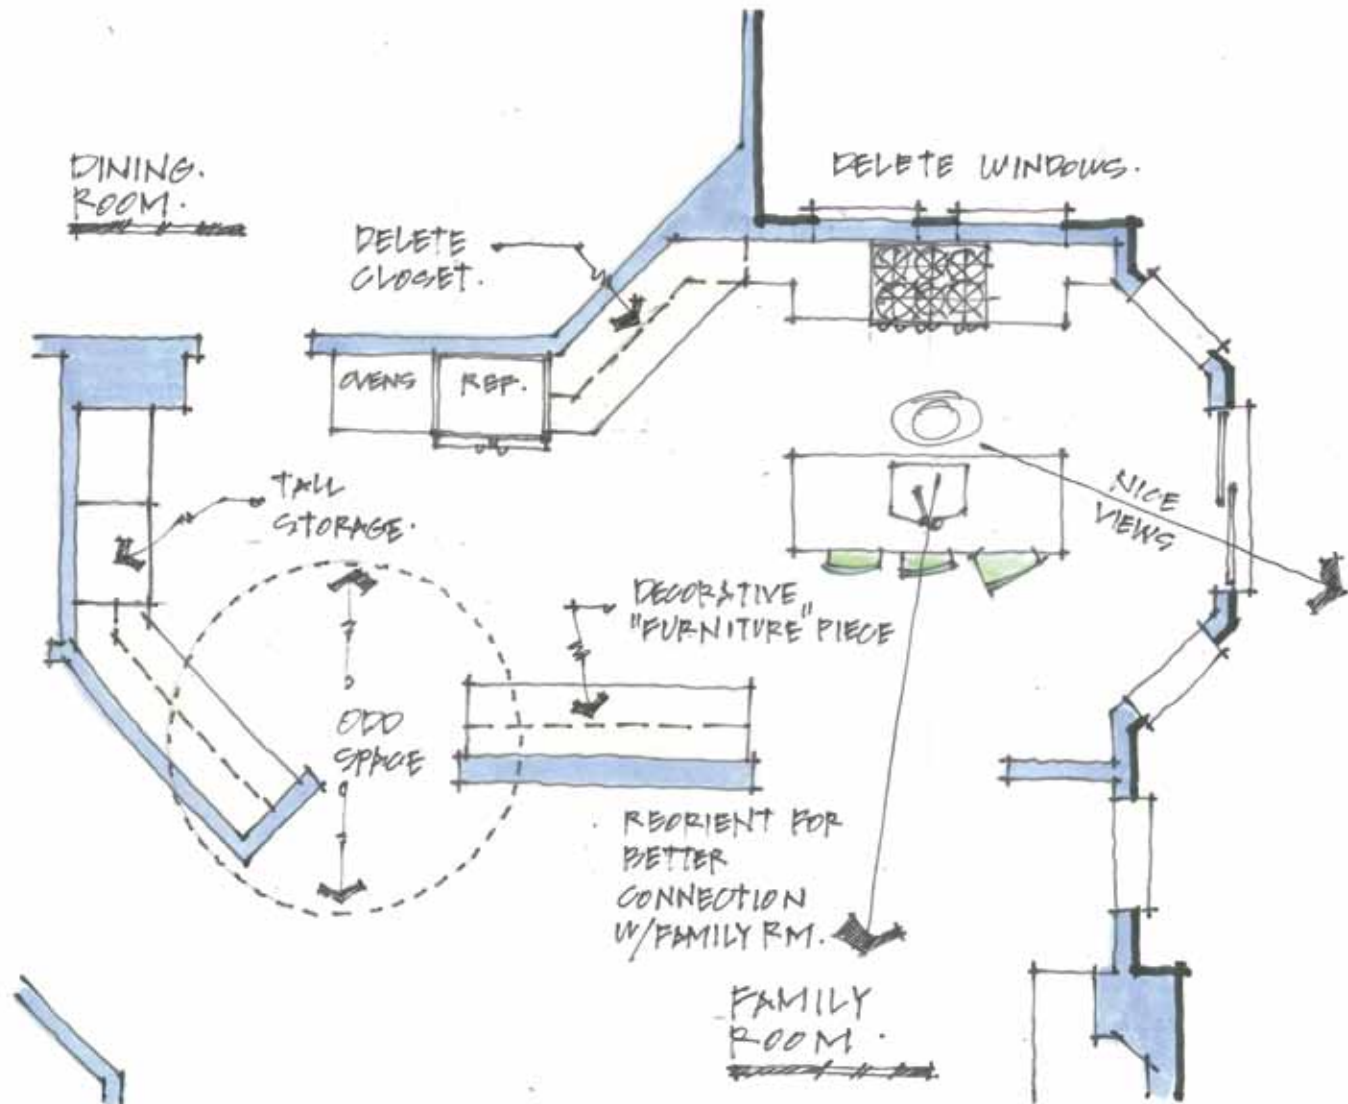 DINING.
ROOM.
DELETE WINDOWS.
DELETE
CLOSET.
OVENS
REF.
TALL
STORAGE.
NICE
VIEWS
DECORATIVE
"FURNITURE" PIECE
ODD
SPACE
REORIENT FOR
BETTER
CONNECTION
W/FAMILY RM.
FAMILY
ROOM.